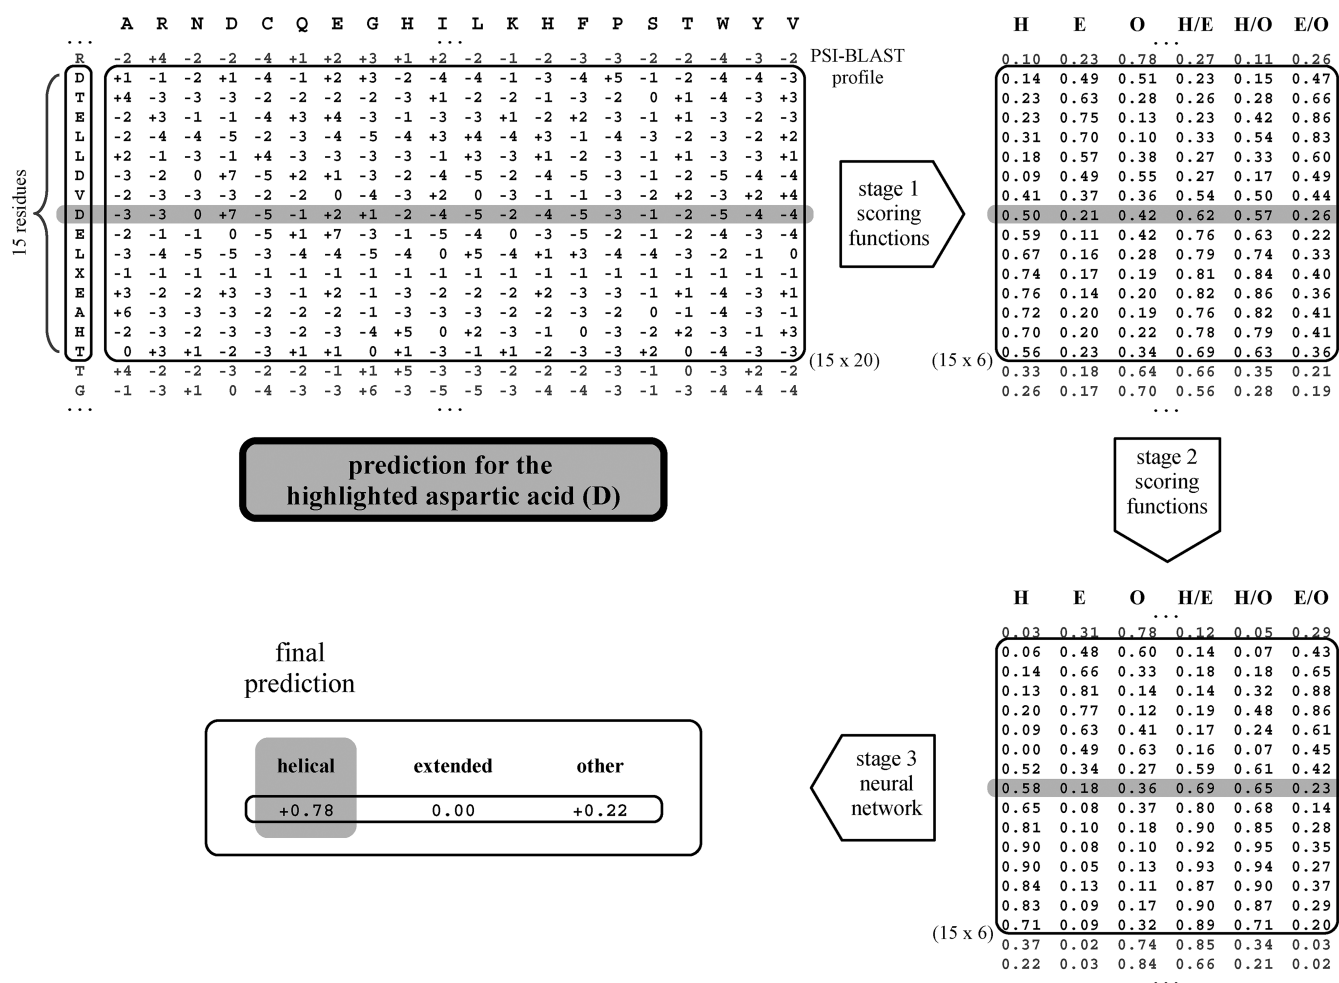 A R N D C Q E G H I L K H F P S T W Y V
...
...
R -2 +4 -2 -2 -4 +1 +2 +3 +1 +2 -2 -1 -2 -3 -3 -2 -2 -4 -3 -2
D +1 -1 -2 +1 -4 -1 +2 +3 -2 -4 -4 -1 -3 -4 +5 -1 -2 -4 -4 -3
T +4 -3 -3 -3 -2 -2 -2 -2 -3 +1 -2 -2 -1 -3 -2 0 +1 -4 -3 +3
E -2 +3 -1 -1 -4 +3 +4 -3 -1 -3 -3 +1 -2 +2 -3 -1 +1 -3 -2 -3
L -2 -4 -4 -5 -2 -3 -4 -5 -4 +3 +4 -4 +3 -1 -4 -3 -2 -3 -2 +2
L +2 -1 -3 -1 +4 -3 -3 -3 -3 -1 +3 -3 +1 -2 -3 -1 +1 -3 -3 +1
D -3 -2 0 +7 -5 +2 +1 -3 -2 -4 -5 -2 -4 -5 -3 -1 -2 -5 -4 -4
V -2 -3 -3 -3 -2 -2 0 -4 -3 +2 0 -3 -1 -1 -3 -2 +2 -3 +2 +4
D -3 -3 0 +7 -5 -1 +2 +1 -2 -4 -5 -2 -4 -5 -3 -1 -2 -5 -4 -4
E -2 -1 -1 0 -5 +1 +7 -3 -1 -5 -4 0 -3 -5 -2 -1 -2 -4 -3 -4
L -3 -4 -5 -5 -3 -4 -4 -5 -4 0 +5 -4 +1 +3 -4 -4 -3 -2 -1 0
X -1 -1 -1 -1 -1 -1 -1 -1 -1 -1 -1 -1 -1 -1 -1 -1 -1 -1 -1 -1
E +3 -2 -2 +3 -3 -1 +2 -1 -3 -2 -2 -2 +2 -3 -3 -1 +1 -4 -3 +1
A +6 -3 -3 -3 -2 -2 -2 -1 -3 -3 -3 -2 -2 -4 -2 0 -1 -4 -3 -1
H -2 -3 -2 -3 -3 -2 -3 -4 +5 0 +2 -3 -1 0 -3 -2 +2 -3 -1 +3
T 0 +3 +1 -2 -3 +1 +1 0 +1 -3 -1 +1 -2 -3 -3 +2 0 -4 -3 -3
T +4 -2 -2 -3 -2 -2 -1 +1 +5 -3 -3 -2 -2 -3 -3 -1 0 -3 +2 -2
G -1 -3 +1 0 -4 -3 -3 +6 -3 -5 -5 -3 -4 -5 -4 -1 -3 -4 -4 -4
...
...
15 residues
PSI-BLAST
profile
(15 x 20)
stage 1
scoring
functions
H E O H/E H/O E/O
...
0.10 0.23 0.78 0.27 0.11 0.26
0.14 0.49 0.51 0.23 0.15 0.47
0.23 0.63 0.28 0.26 0.28 0.66
0.23 0.75 0.13 0.23 0.42 0.86
0.31 0.70 0.10 0.33 0.54 0.83
0.18 0.57 0.38 0.27 0.33 0.60
0.09 0.49 0.55 0.27 0.17 0.49
0.41 0.37 0.36 0.54 0.50 0.44
0.50 0.21 0.42 0.62 0.57 0.26
0.59 0.11 0.42 0.76 0.63 0.22
0.67 0.16 0.28 0.79 0.74 0.33
0.74 0.17 0.19 0.81 0.84 0.40
0.76 0.14 0.20 0.82 0.86 0.36
0.72 0.20 0.19 0.76 0.82 0.41
0.70 0.20 0.22 0.78 0.79 0.41
0.56 0.23 0.34 0.69 0.63 0.36
0.33 0.18 0.64 0.66 0.35 0.21
0.26 0.17 0.70 0.56 0.28 0.19
...
(15 x 6)
prediction for the
highlighted aspartic acid (D)
stage 2
scoring
functions
H E O H/E H/O E/O
...
0.03 0.31 0.78 0.12 0.05 0.29
0.06 0.48 0.60 0.14 0.07 0.43
0.14 0.66 0.33 0.18 0.18 0.65
0.13 0.81 0.14 0.14 0.32 0.88
0.20 0.77 0.12 0.19 0.48 0.86
0.09 0.63 0.41 0.17 0.24 0.61
0.00 0.49 0.63 0.16 0.07 0.45
0.52 0.34 0.27 0.59 0.61 0.42
0.58 0.18 0.36 0.69 0.65 0.23
0.65 0.08 0.37 0.80 0.68 0.14
0.81 0.10 0.18 0.90 0.85 0.28
0.90 0.08 0.10 0.92 0.95 0.35
0.90 0.05 0.13 0.93 0.94 0.27
0.84 0.13 0.11 0.87 0.90 0.37
0.83 0.09 0.17 0.90 0.87 0.29
0.71 0.09 0.32 0.89 0.71 0.20
0.37 0.02 0.74 0.85 0.34 0.03
0.22 0.03 0.84 0.66 0.21 0.02
...
(15 x 6)
stage 3
neural
network
final
prediction
helical extended other
+0.78 0.00 +0.22